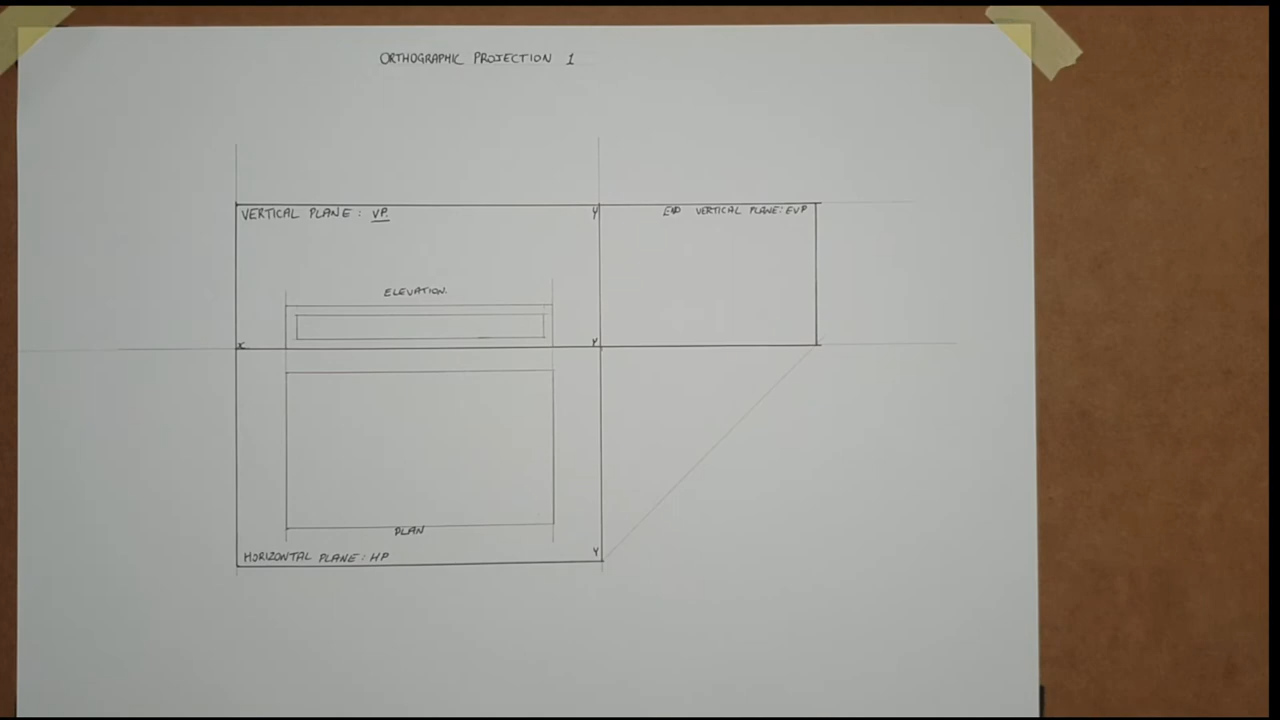 ORTHOGRAPHIC PROJECTION 1
VERTICAL PLANE: VP.
Y
END VERTICAL PLANE: EVP
ELEVATION.
X
Y
PLAN
HORIZONTAL PLANE: HP
Y